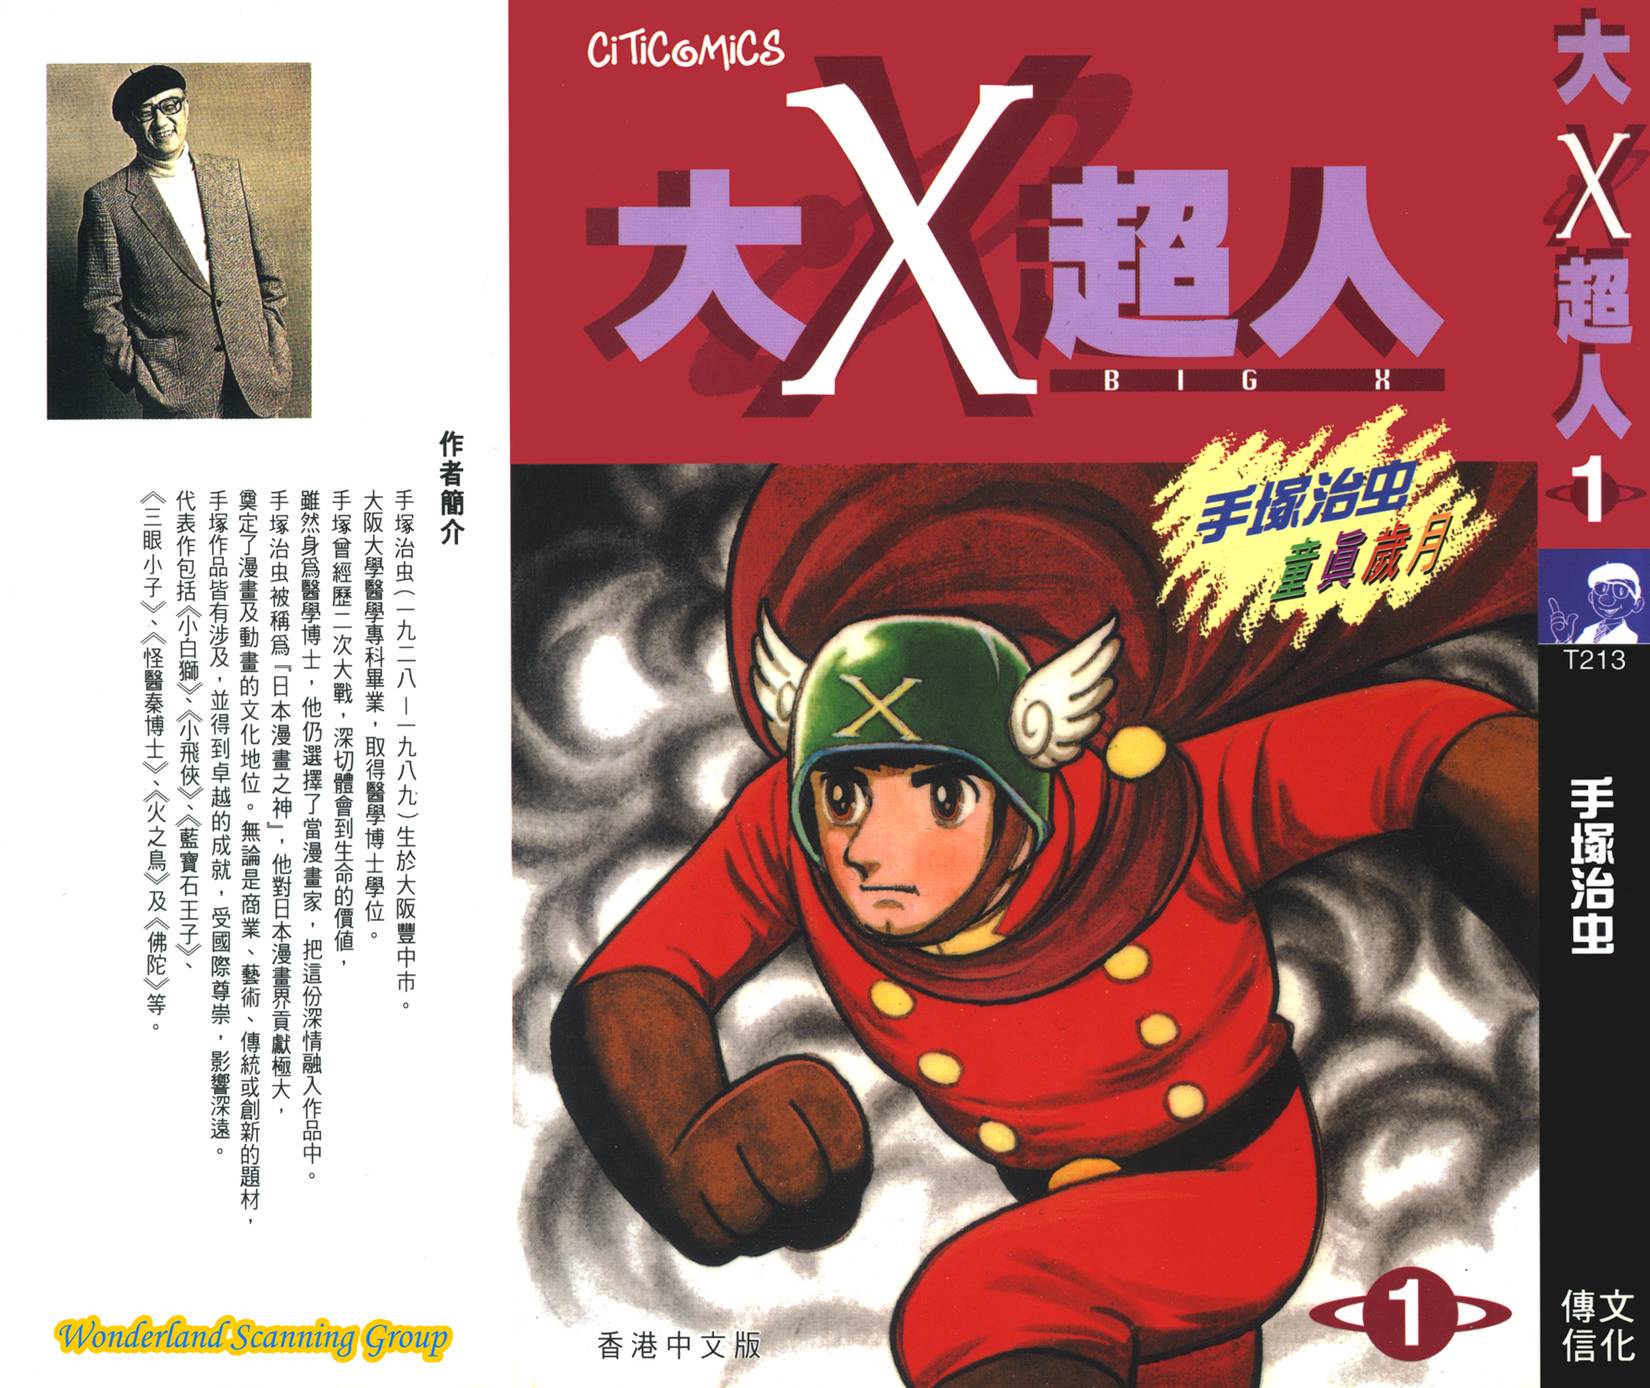 作者簡介
手塚治虫(一九二八—一九八九)生於大阪豐中市。
大阪大學醫學專科畢業,取得醫學博士學位。
手塚曾經歷二次大戰,深切體會到生命的價值,
雖然身爲醫學博士,他仍選擇了當漫畫家,把這份深情融入作品中。
手塚治虫被稱爲『日本漫畫之神』,他對日本漫畫界貢獻極大,
奠定了漫畫及動畫的文化地位。無論是商業、藝術、傳統或創新的題材,
手塚作品皆有涉及,並得到卓越的成就,受國際尊崇,影響深遠。
代表作包括《小白獅》、《小飛俠》、《藍寶石王子》、
《三眼小子》、《怪醫秦博士》、《火之鳥》及《佛陀》等。
Wonderland Scanning Group
CiTiCOMiCS
大X超人
BIG X
手塚治虫
童眞歲月
X
香港中文版
1
大X超人
1
T213
手塚治虫
文化
傳信